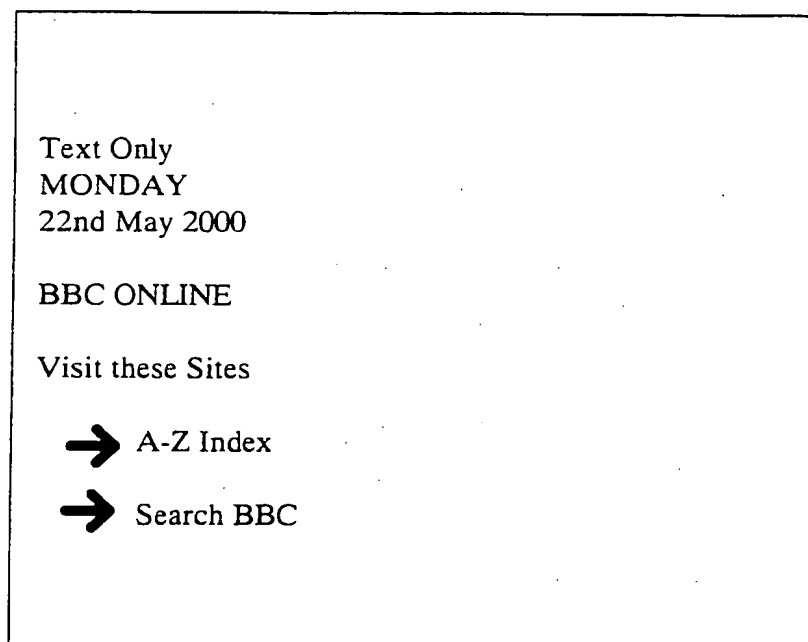 Text Only
MONDAY
22nd May 2000
BBC ONLINE
Visit these Sites
A-Z Index
Search BBC